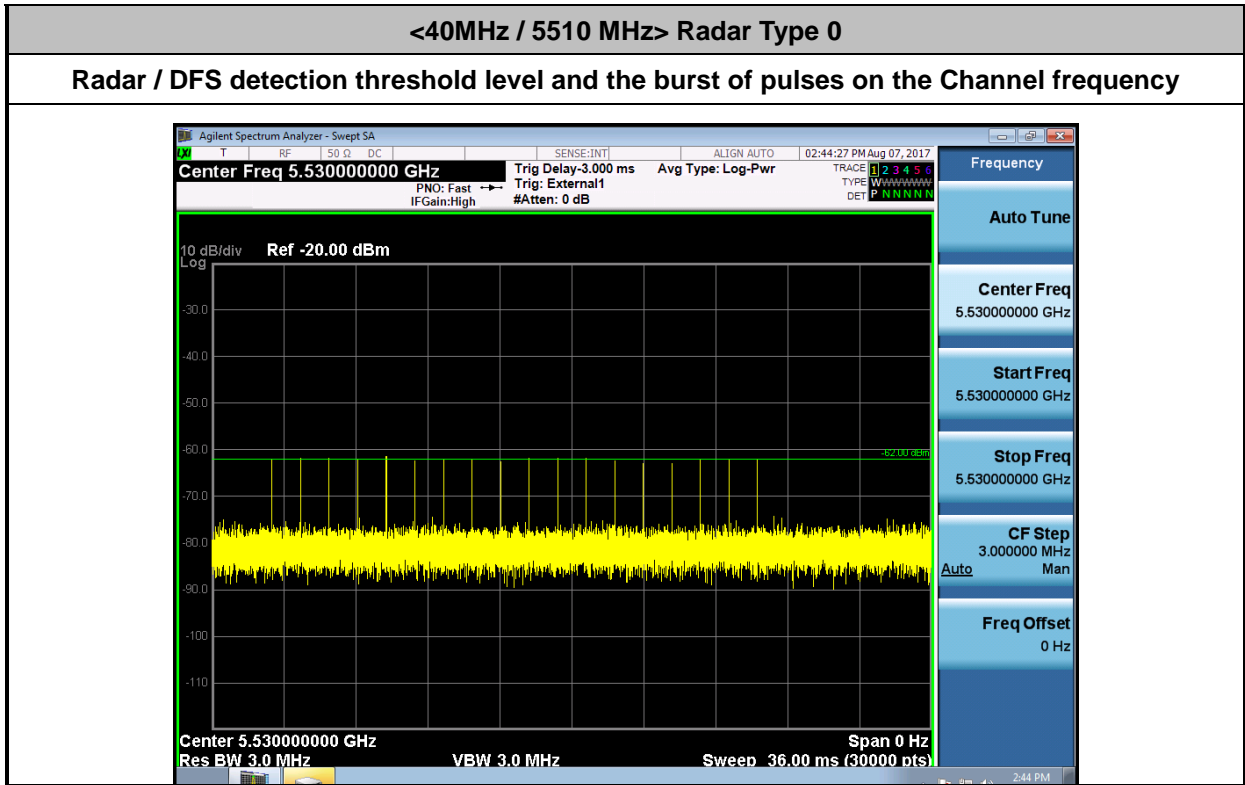 <40MHz / 5510 MHz> Radar Type 0
Radar / DFS detection threshold level and the burst of pulses on the Channel frequency
Agilent Spectrum Analyzer - Swept SA
LXI T RF 50 Ω DC SENSE:INT ALIGN AUTO 02:44:27 PM Aug 07, 2017
Center Freq 5.530000000 GHz
PNO: Fast
IFGain:High
Trig Delay-3.000 ms
Trig: External1
#Atten: 0 dB
Avg Type: Log-Pwr
TRACE 1 2 3 4 5 6
TYPE WWWWWW
DET P N N N N N
10 dB/div
Log
Ref -20.00 dBm
-30.0
-40.0
-50.0
-60.0
-62.00 dBm
-70.0
-80.0
-90.0
-100
-110
Center 5.530000000 GHz
Span 0 Hz
Res BW 3.0 MHz
VBW 3.0 MHz
Sweep 36.00 ms (30000 pts)
Frequency
Auto Tune
Center Freq
5.530000000 GHz
Start Freq
5.530000000 GHz
Stop Freq
5.530000000 GHz
CF Step
3.000000 MHz
Auto Man
Freq Offset
0 Hz
2:44 PM